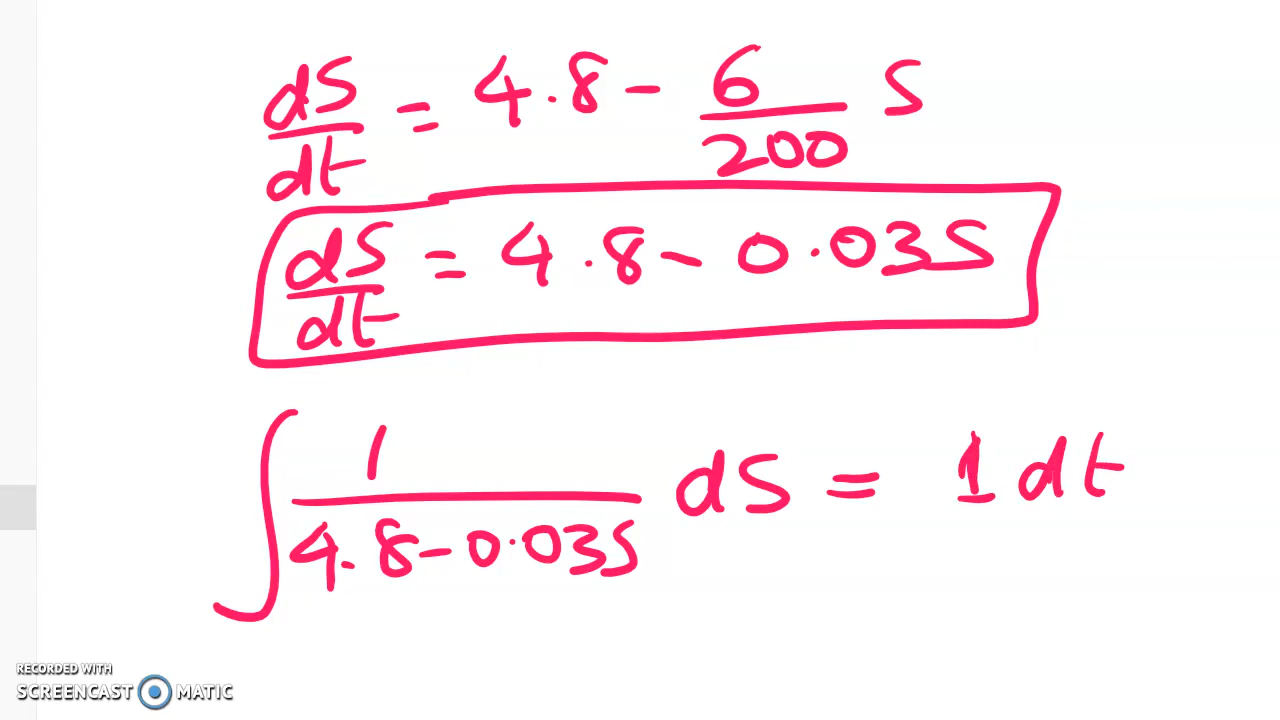 dS/dt = 4.8 - 6/200 S
dS/dt = 4.8 - 0.03S
∫ 1/(4.8-0.03S) dS = 1 dt
RECORDED WITH
SCREENCAST MATIC